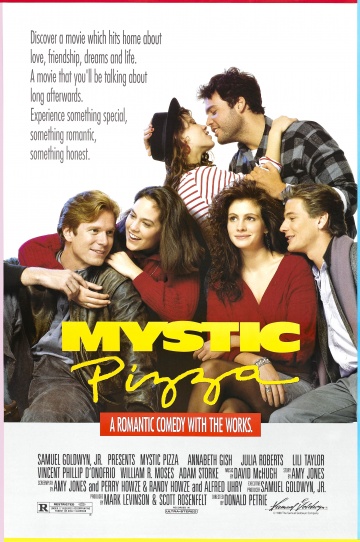 Discover a movie which hits home about
love, friendship, dreams and life.
A movie that you'll be talking about
long afterwards.
Experience something special,
something romantic,
something honest.
MYSTIC
Pizza
A ROMANTIC COMEDY WITH THE WORKS.
SAMUEL GOLDWYN, JR. PRESENTS MYSTIC PIZZA ANNABETH GISH JULIA ROBERTS LILI TAYLOR
VINCENT PHILLIP D'ONOFRIO WILLIAM R. MOSES ADAM STORKE MUSIC BY DAVID McHUGH STORY BY AMY JONES
SCREENPLAY BY AMY JONES AND PERRY HOWZE & RANDY HOWZE AND ALFRED UHRY SAMUEL GOLDWYN, JR.
PRODUCED BY MARK LEVINSON & SCOTT ROSENFELT DIRECTED BY DONALD PETRIE
R RESTRICTED
ULTRA-STEREO